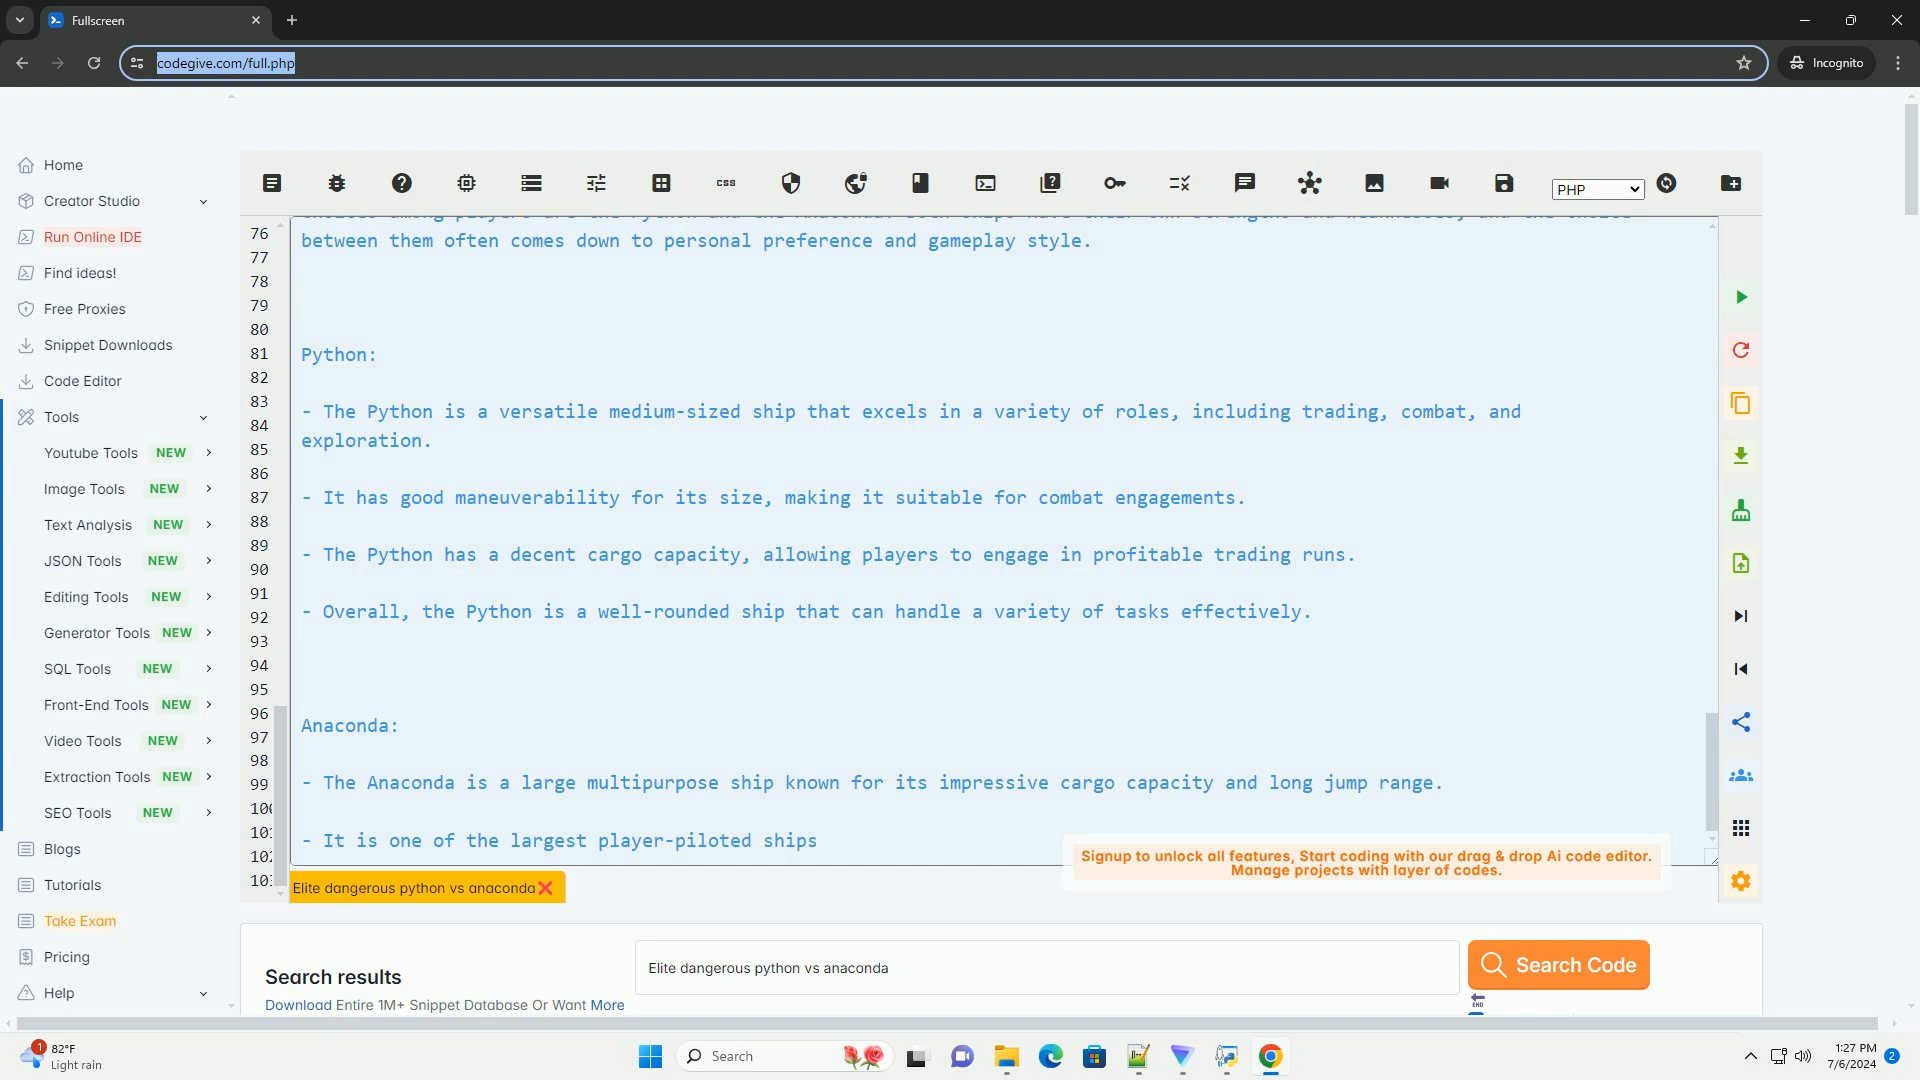 Fullscreen
codegive.com/full.php
Incognito
Home
Creator Studio
Run Online IDE
Find ideas!
Free Proxies
Snippet Downloads
Code Editor
Tools
Youtube Tools NEW
Image Tools NEW
Text Analysis NEW
JSON Tools NEW
Editing Tools NEW
Generator Tools NEW
SQL Tools NEW
Front-End Tools NEW
Video Tools NEW
Extraction Tools NEW
SEO Tools NEW
Blogs
Tutorials
Take Exam
Pricing
Help
css
PHP
76
77
78
79
80
81
82
83
84
85
86
87
88
89
90
91
92
93
94
95
96
97
98
99
between them often comes down to personal preference and gameplay style.
Python:
- The Python is a versatile medium-sized ship that excels in a variety of roles, including trading, combat, and
exploration.
- It has good maneuverability for its size, making it suitable for combat engagements.
- The Python has a decent cargo capacity, allowing players to engage in profitable trading runs.
- Overall, the Python is a well-rounded ship that can handle a variety of tasks effectively.
Anaconda:
- The Anaconda is a large multipurpose ship known for its impressive cargo capacity and long jump range.
- It is one of the largest player-piloted ships
Signup to unlock all features, Start coding with our drag & drop Ai code editor.
Manage projects with layer of codes.
Elite dangerous python vs anaconda
Search results
Download Entire 1M+ Snippet Database Or Want More
Elite dangerous python vs anaconda
Search Code
END
1
82°F
Light rain
Search
1:27 PM
7/6/2024
2